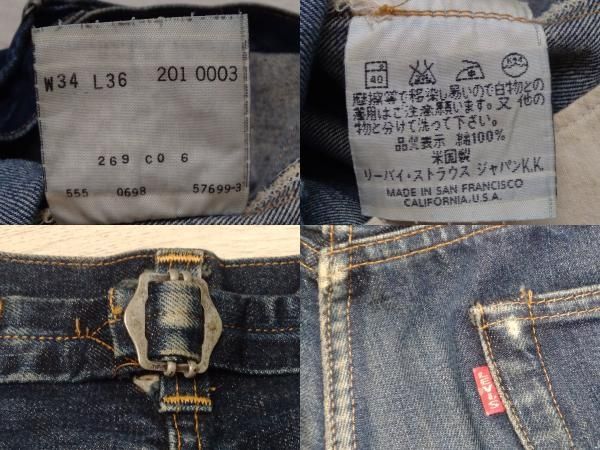 W34 L36 201 0003
269 CO 6
555 0698 57699-3
40
摩擦等で移染し易いので白物との
着用はご注意願います。又 他の
物と分けて洗って下さい。
品質表示 綿100%
米国製
リーバイ・ストラウス ジャパンK.K.
MADE IN SAN FRANCISCO
CALIFORNIA.U.S.A.
LEVI'S